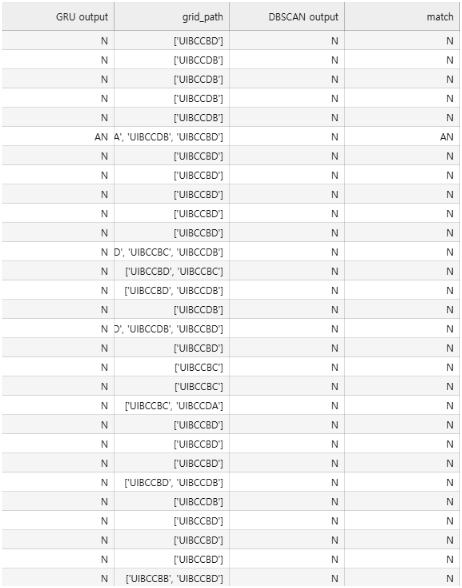 GRU output grid_path DBSCAN output match
N ['UIBCCBD'] N N
N ['UIBCCDB'] N N
N ['UIBCCDB'] N N
N ['UIBCCDB'] N N
N ['UIBCCDB'] N N
AN A', 'UIBCCDB', 'UIBCCBD'] N AN
N ['UIBCCBD'] N N
N ['UIBCCBD'] N N
N ['UIBCCBD'] N N
N ['UIBCCBD'] N N
N ['UIBCCBD'] N N
N D', 'UIBCCBC', 'UIBCCDB'] N N
N ['UIBCCBD', 'UIBCCBC'] N N
N ['UIBCCBD', 'UIBCCDB'] N N
N ['UIBCCDB'] N N
N D', 'UIBCCDB', 'UIBCCBD'] N N
N ['UIBCCBD'] N N
N ['UIBCCBC'] N N
N ['UIBCCBC'] N N
N ['UIBCCBC', 'UIBCCDA'] N N
N ['UIBCCBD'] N N
N ['UIBCCBD'] N N
N ['UIBCCBD'] N N
N ['UIBCCBD', 'UIBCCDB'] N N
N ['UIBCCDB'] N N
N ['UIBCCBD'] N N
N ['UIBCCBD'] N N
N ['UIBCCBD'] N N
N ['UIBCCBB', 'UIBCCBD'] N N